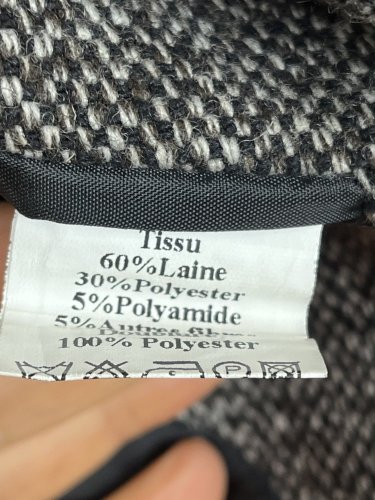 Tissu
60%Laine
30%Polyester
5%Polyamide
5%Autres
100% Polyester